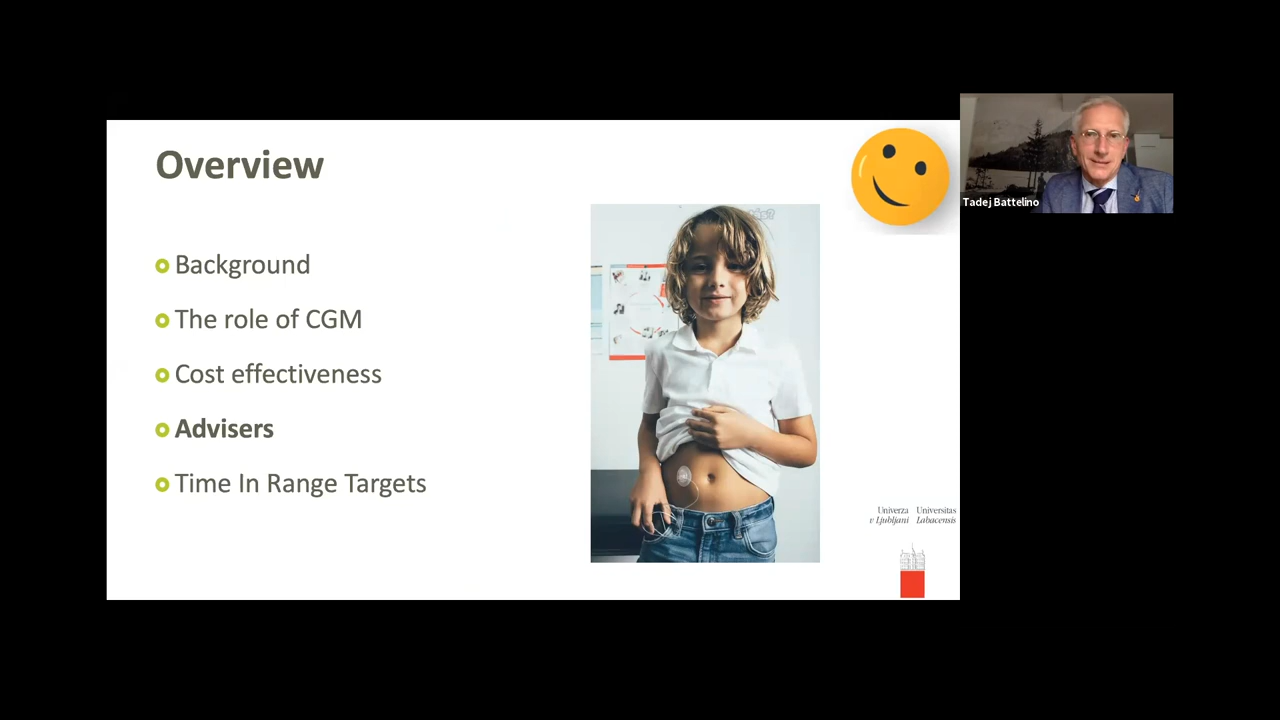 Overview
Background
The role of CGM
Cost effectiveness
Advisers
Time In Range Targets
Tadej Battelino
Univerza Universitas
v Ljubljani Labacensis